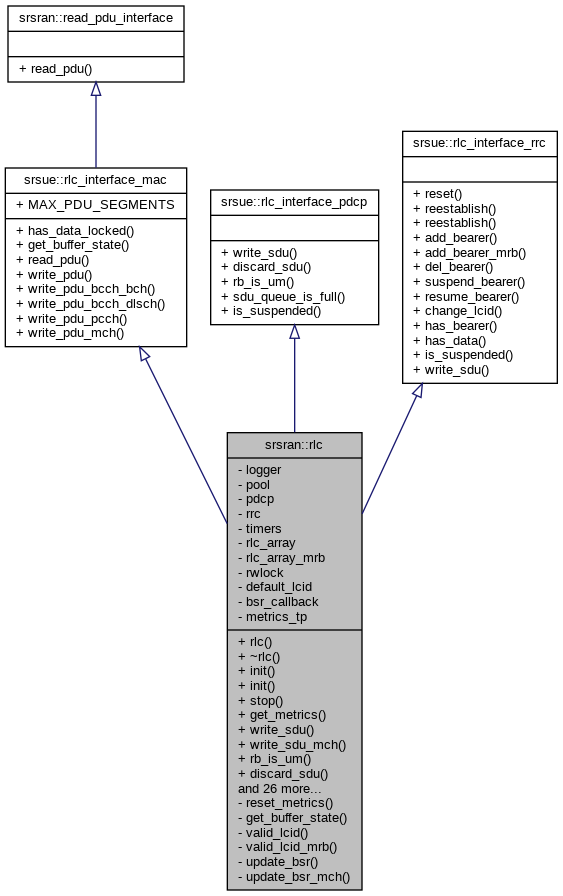 srsran::read_pdu_interface
+ read_pdu()
srsue::rlc_interface_mac
+ MAX_PDU_SEGMENTS
+ has_data_locked()
+ get_buffer_state()
+ read_pdu()
+ write_pdu()
+ write_pdu_bcch_bch()
+ write_pdu_bcch_dlsch()
+ write_pdu_pcch()
+ write_pdu_mch()
srsue::rlc_interface_pdcp
+ write_sdu()
+ discard_sdu()
+ rb_is_um()
+ sdu_queue_is_full()
+ is_suspended()
srsue::rlc_interface_rrc
+ reset()
+ reestablish()
+ reestablish()
+ add_bearer()
+ add_bearer_mrb()
+ del_bearer()
+ suspend_bearer()
+ resume_bearer()
+ change_lcid()
+ has_bearer()
+ has_data()
+ is_suspended()
+ write_sdu()
srsran::rlc
- logger
- pool
- pdcp
- rrc
- timers
- rlc_array
- rlc_array_mrb
- rwlock
- default_lcid
- bsr_callback
- metrics_tp
+ rlc()
+ ~rlc()
+ init()
+ init()
+ stop()
+ get_metrics()
+ write_sdu()
+ write_sdu_mch()
+ rb_is_um()
+ discard_sdu()
and 26 more...
- reset_metrics()
- get_buffer_state()
- valid_lcid()
- valid_lcid_mrb()
- update_bsr()
- update_bsr_mch()